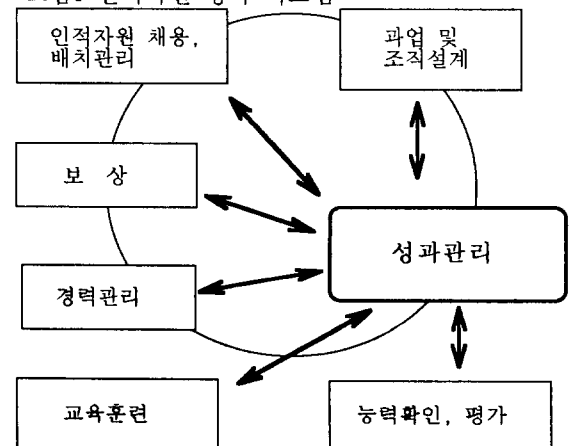 인적자원 채용,
배치관리
과업 및
조직설계
보 상
성과관리
경력관리
교육훈련
능력확인, 평가